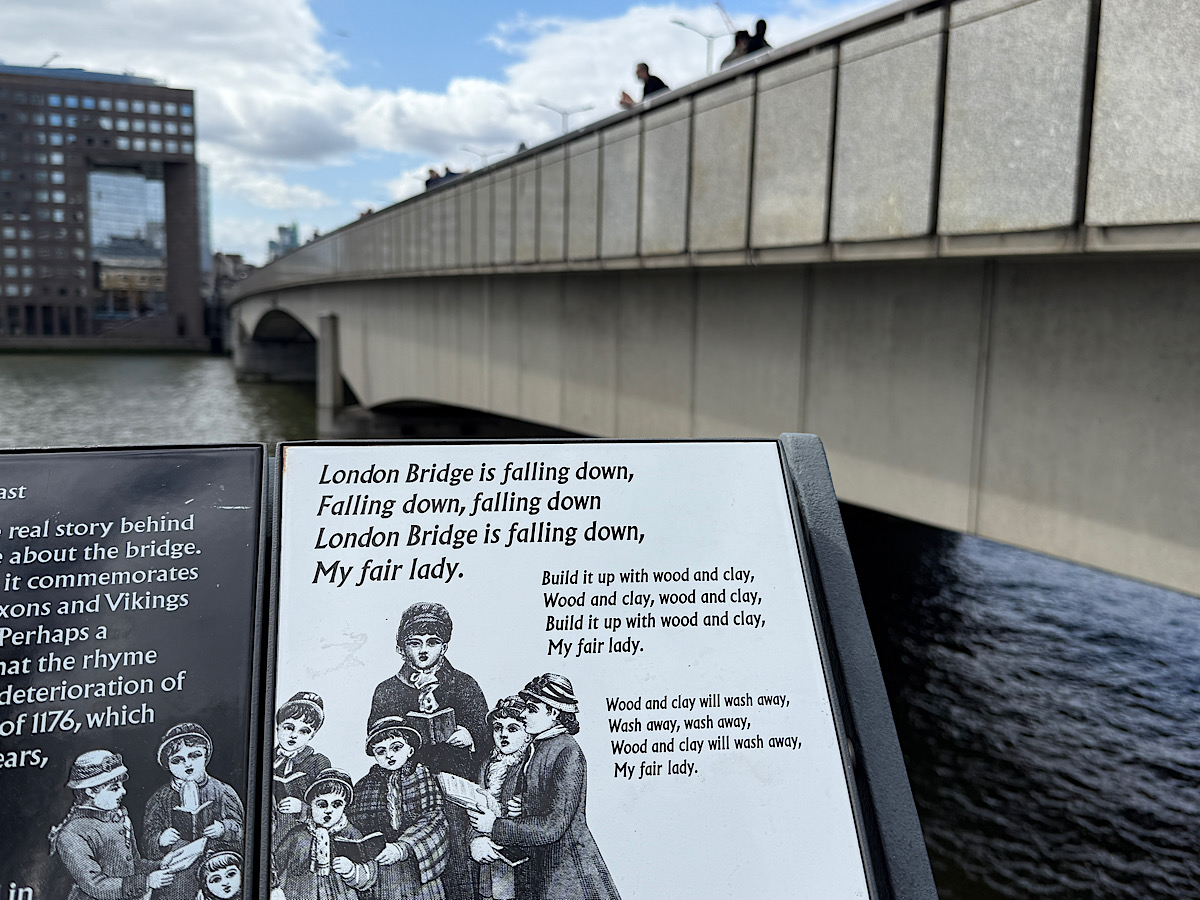 ast
real story behind
about the bridge.
it commemorates
xons and Vikings
Perhaps a
hat the rhyme
deterioration of
of 1176, which
ears,
in
London Bridge is falling down,
Falling down, falling down
London Bridge is falling down,
My fair lady.
Build it up with wood and clay,
Wood and clay, wood and clay,
Build it up with wood and clay,
My fair lady.
Wood and clay will wash away,
Wash away, wash away,
Wood and clay will wash away,
My fair lady.